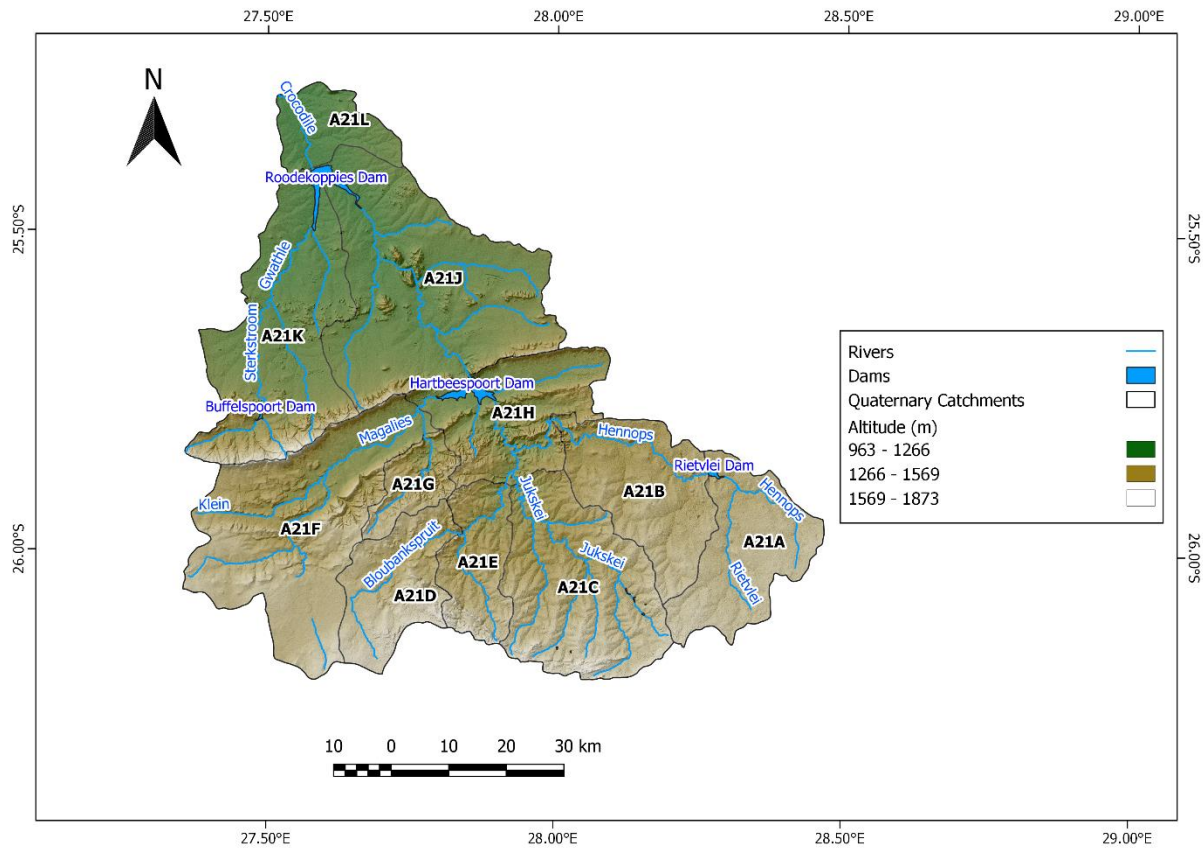 27.50°E
28.00°E
28.50°E
29.00°E
N
Crocodile
A21L
Roodekoppies Dam
25.50°S
25.50°S
Gwathle
A21J
Sterkstroom
A21K
Hartbeespoort Dam
Buffelspoort Dam
A21H
Magalies
Hennops
Rietvlei Dam
Klein
A21G
Jukskei
A21B
Hennops
A21F
26.00°S
26.00°S
Bloubankspruit
A21E
Jukskei
A21A
A21D
A21C
Rietvlei
Rivers
Dams
Quaternary Catchments
Altitude (m)
963 - 1266
1266 - 1569
1569 - 1873
10 0 10 20 30 km
27.50°E
28.00°E
28.50°E
29.00°E